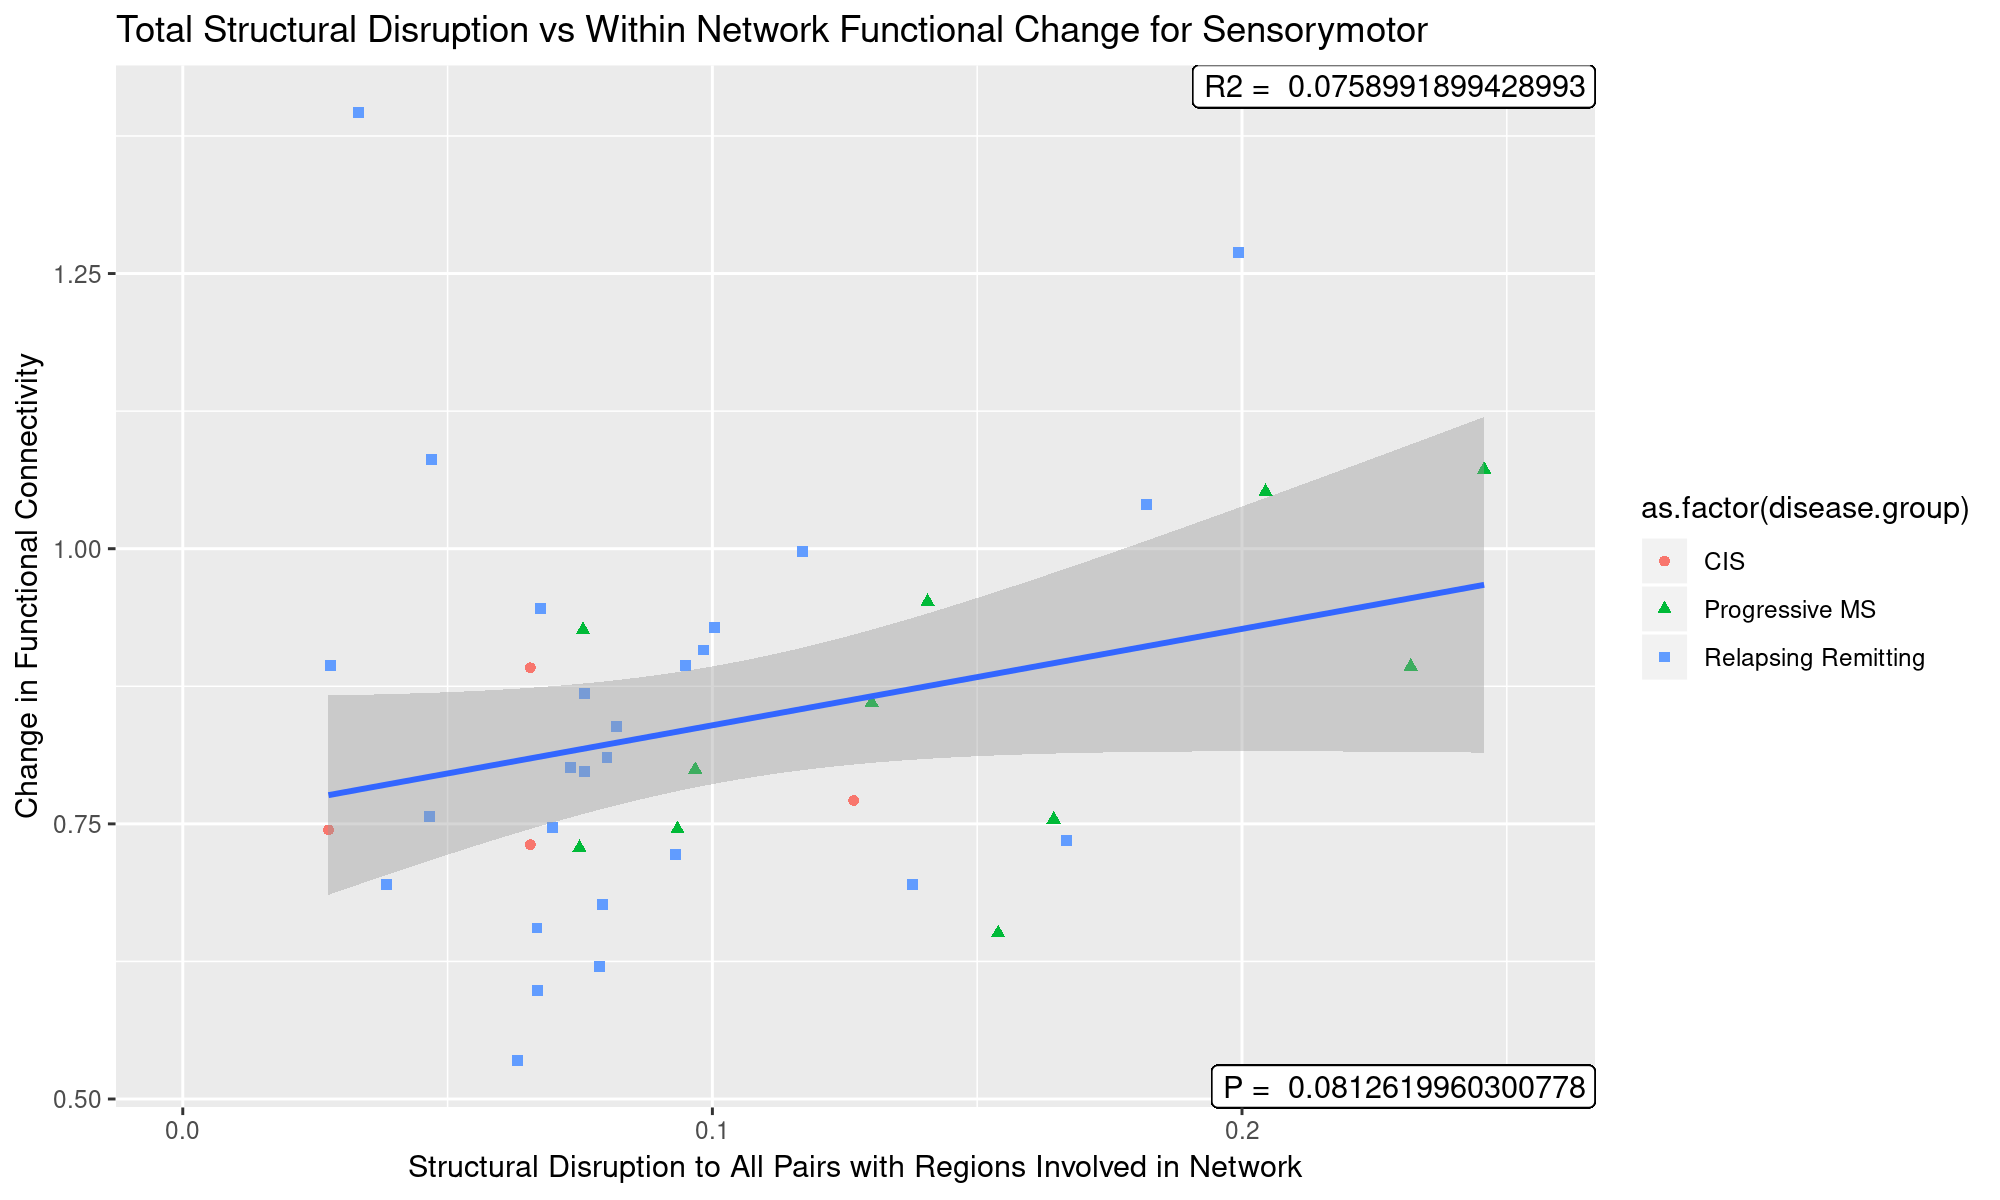 Total Structural Disruption vs Within Network Functional Change for Sensorymotor
R2 =  0.0758991899428993
Change in Functional Connectivity
1.25
1.00
0.75
0.50
as.factor(disease.group)
CIS
Progressive MS
Relapsing Remitting
P =  0.0812619960300778
0.0
0.1
0.2
Structural Disruption to All Pairs with Regions Involved in Network